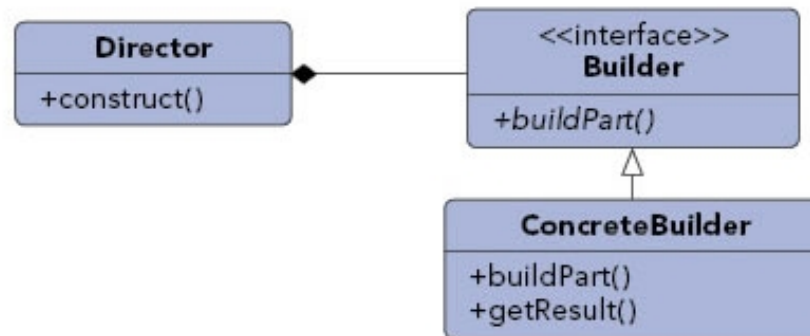 Director
+construct()
<<interface>>
Builder
+buildPart()
ConcreteBuilder
+buildPart()
+getResult()